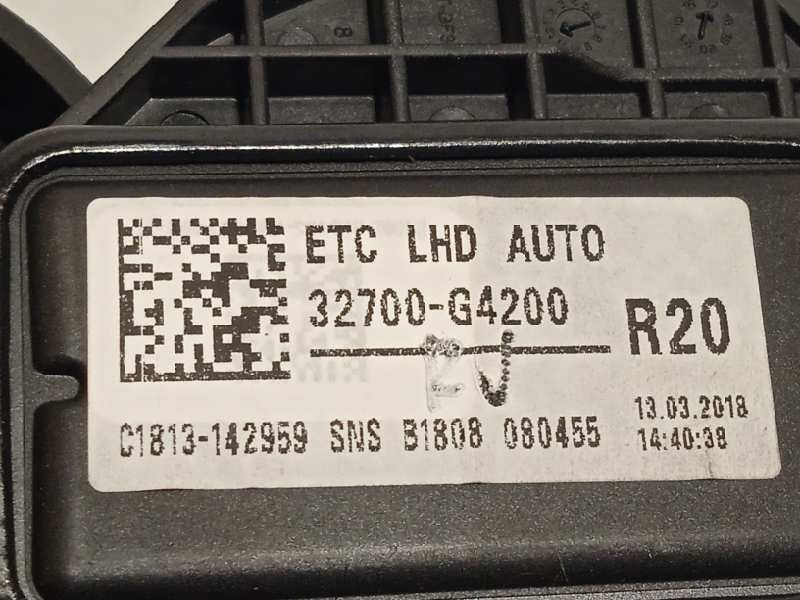 ETC LHD AUTO
32700-G4200
R20
C1813-142959 SNS B1808 080455
13.03.2018
14:40:38